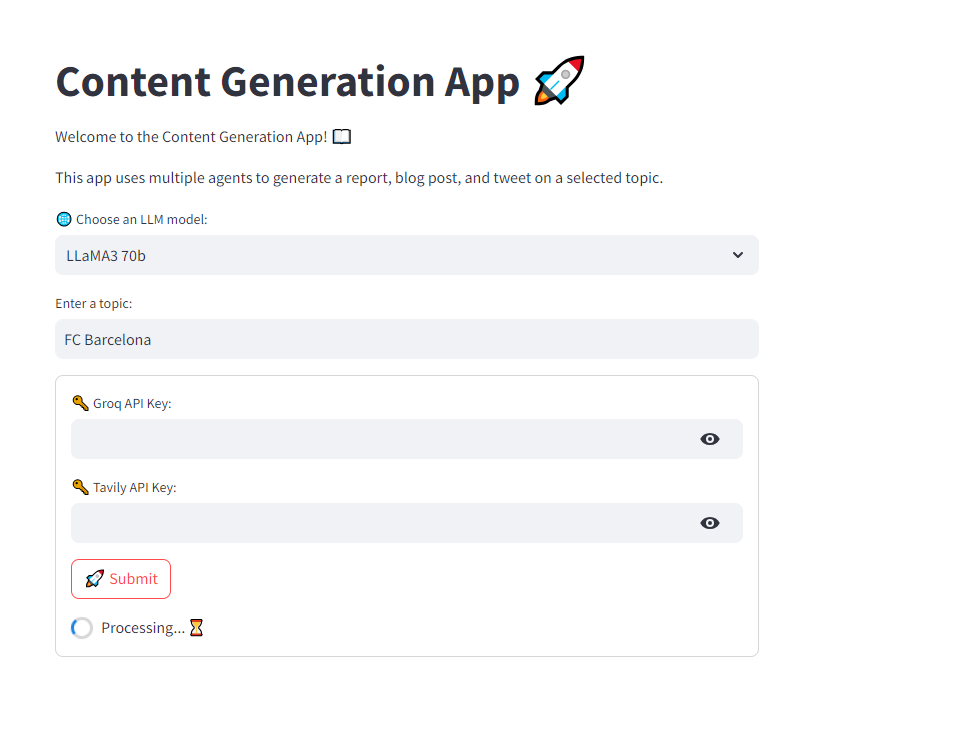 Content Generation App 🚀
Welcome to the Content Generation App! 📖
This app uses multiple agents to generate a report, blog post, and tweet on a selected topic.
🌐 Choose an LLM model:
LLaMA3 70b
Enter a topic:
FC Barcelona
🔑 Groq API Key:
🔑 Tavily API Key:
🚀 Submit
Processing... ⏳